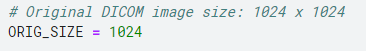 # Original DICOM image size: 1024 x 1024
ORIG_SIZE = 1024